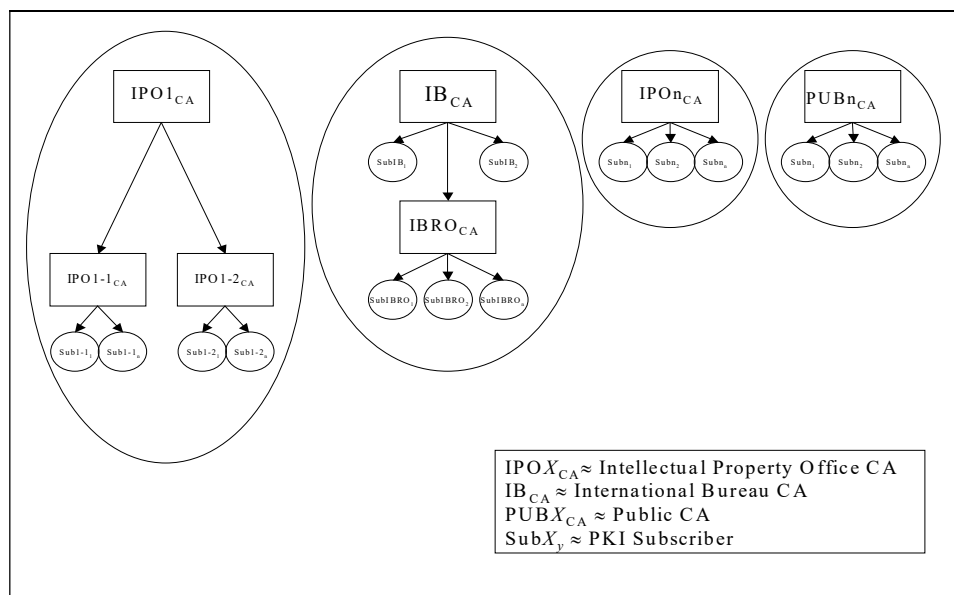 IPO1CA
IBCA
IPOnCA
PUBnCA
SubIB1
SubIB2
Subn1
Subn2
Subnn
Subn1
Subn2
Subnn
IBROCA
IPO1-1CA
IPO1-2CA
SubIBRO1
SubIBRO2
SubIBROn
Sub1-11
Sub1-1n
Sub1-21
Sub1-2n
IPOXCA ≈ Intellectual Property Office CA
IBCA ≈ International Bureau CA
PUBXCA ≈ Public CA
SubXy ≈ PKI Subscriber